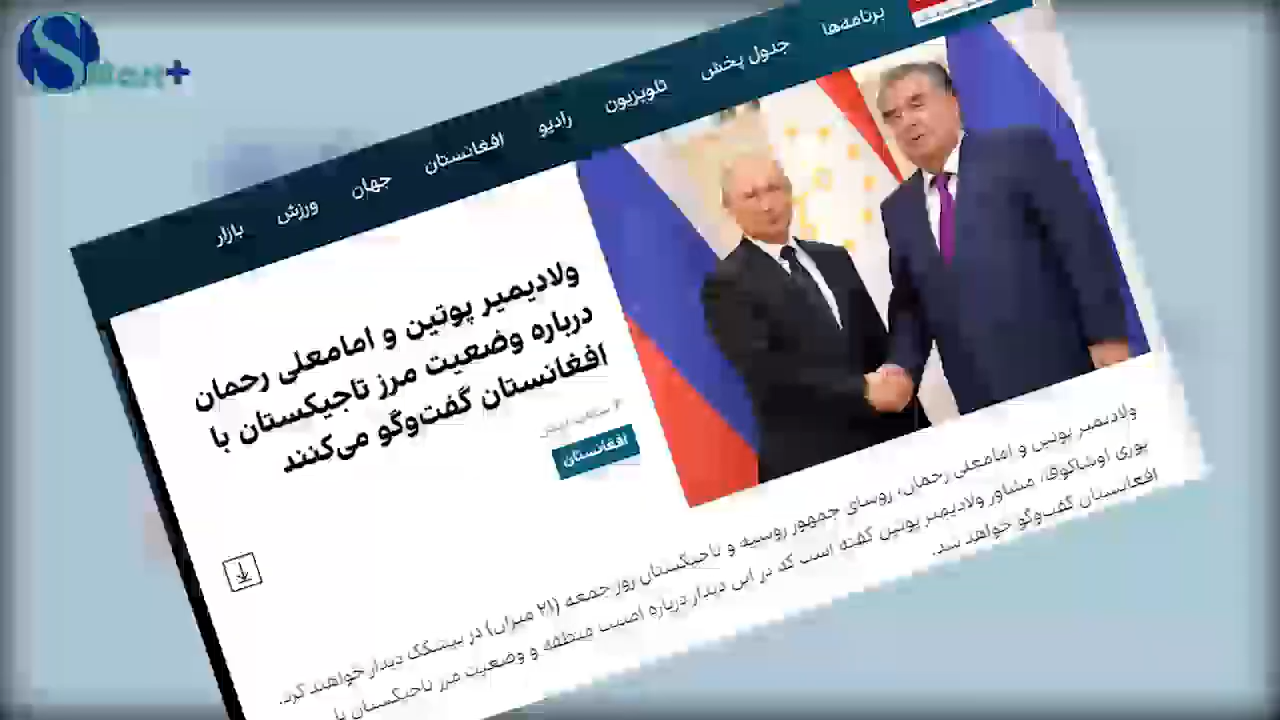 Smart+
برنامه‌ها
جدول پخش
تلویزیون
رادیو
افغانستان
جهان
ورزش
بازار
ولادیمیر پوتین و امامعلی رحمان
درباره وضعیت مرز تاجیکستان با
افغانستان گفت‌وگو می‌کنند
افغانستان
ولادیمیر پوتین و امامعلی رحمان، روسای جمهور روسیه و تاجیکستان روز جمعه (۲۱ میزان) در بیشکک دیدار خواهند کرد.
یوری اوشاکوف، مشاور ولادیمیر پوتین گفته است که در این دیدار درباره امنیت منطقه و وضعیت مرز تاجیکستان با
افغانستان گفت‌وگو خواهد شد.